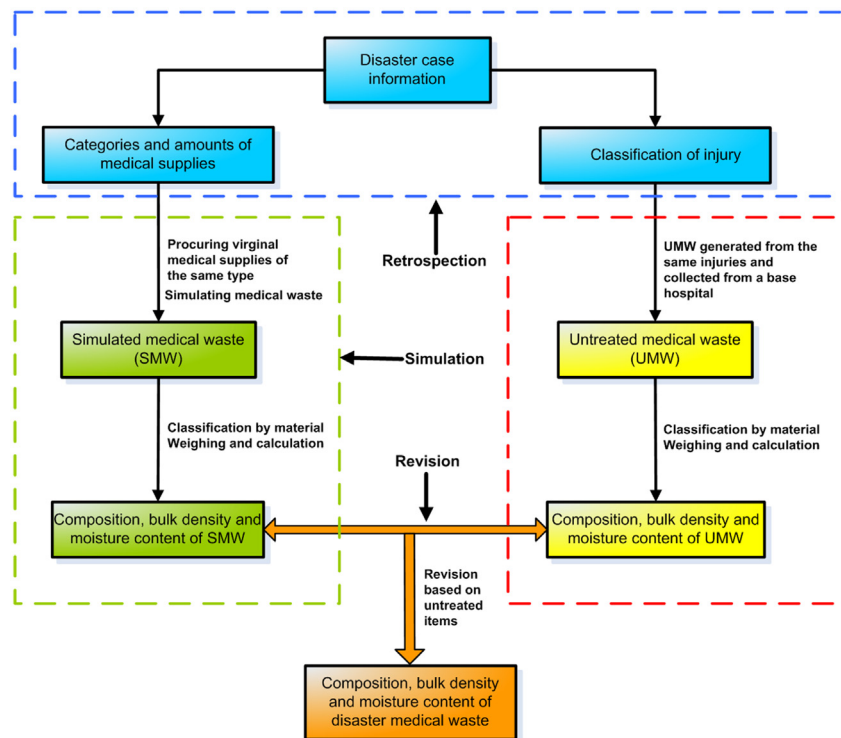 Disaster case
information
Categories and amounts of
medical supplies
Classification of injury
Procuring virginal
medical supplies of
the same type
Simulating medical waste
Retrospection
UMW generated from the
same injuries and
collected from a base
hospital
Simulated medical waste
(SMW)
Simulation
Untreated medical waste
(UMW)
Classification by material
Weighing and calculation
Classification by material
Weighing and calculation
Revision
Composition, bulk density and
moisture content of SMW
Composition, bulk density and
moisture content of UMW
Revision
based on
untreated
items
Composition, bulk density
and moisture content of
disaster medical waste